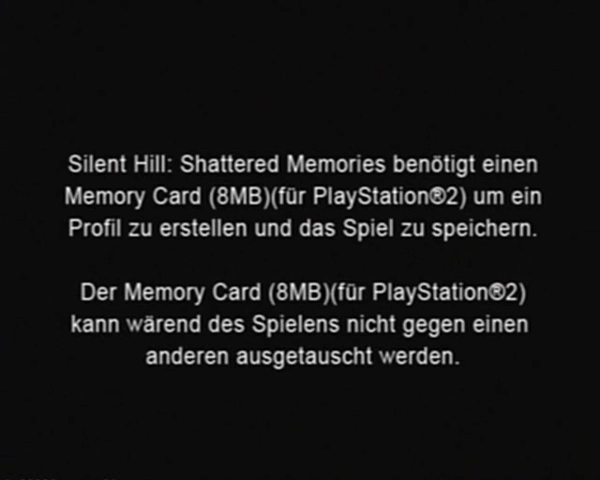 Silent Hill: Shattered Memories benötigt einen
Memory Card (8MB)(für PlayStation®2) um ein
Profil zu erstellen und das Spiel zu speichern.
Der Memory Card (8MB)(für PlayStation®2)
kann wärend des Spielens nicht gegen einen
anderen ausgetauscht werden.